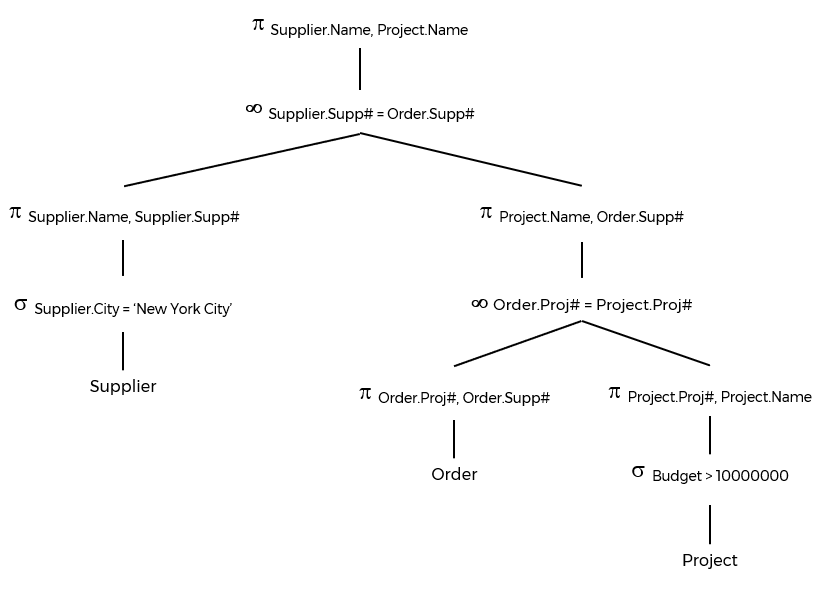 π Supplier.Name, Project.Name
∞ Supplier.Supp# = Order.Supp#
π Supplier.Name, Supplier.Supp#
π Project.Name, Order.Supp#
σ Supplier.City = ‘New York City’
∞ Order.Proj# = Project.Proj#
Supplier
π Order.Proj#, Order.Supp#
π Project.Proj#, Project.Name
Order
σ Budget > 10000000
Project